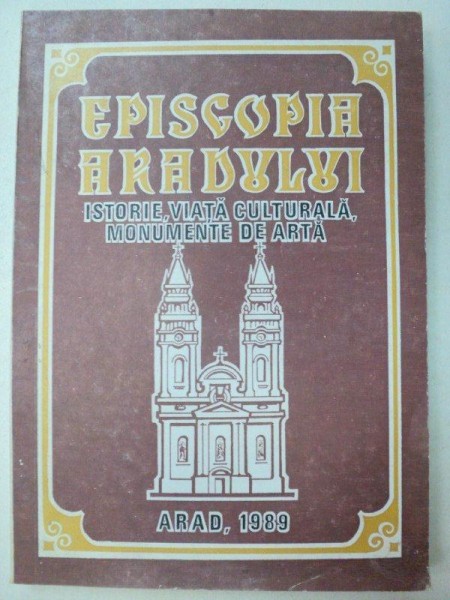 EPISCOPIA
ARADULUI
ISTORIE, VIAȚĂ CULTURALĂ,
MONUMENTE DE ARTĂ
ARAD, 1989